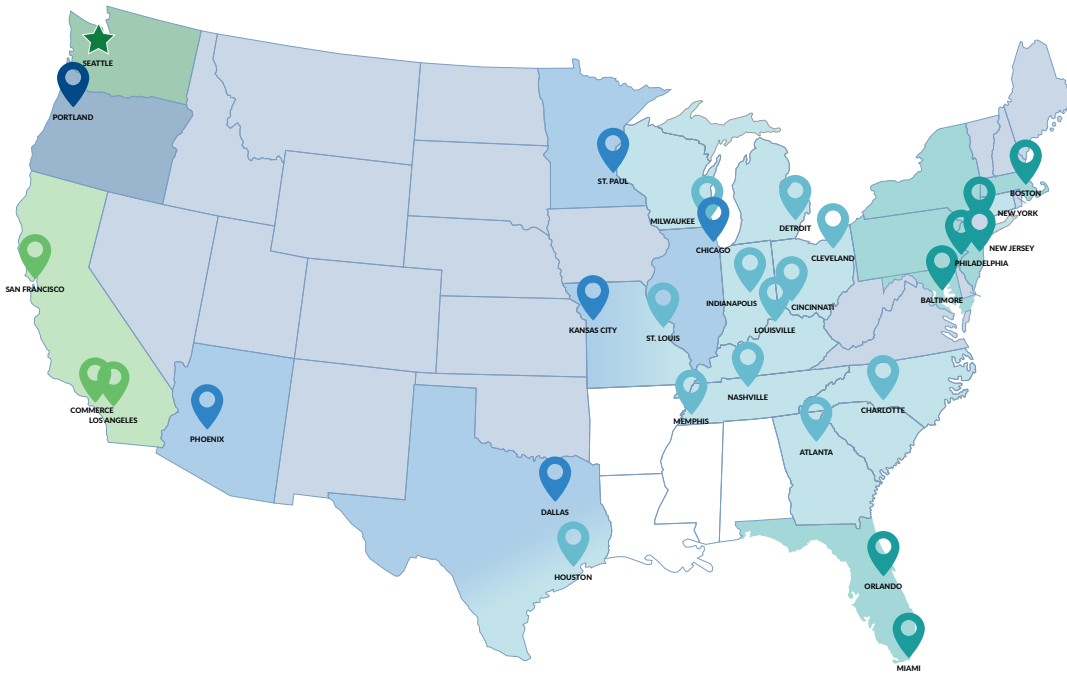 SEATTLE
PORTLAND
ST. PAUL
BOSTON
MILWAUKEE
NEW YORK
DETROIT
CHICAGO
NEW JERSEY
CLEVELAND
PHILADELPHIA
SAN FRANCISCO
BALTIMORE
INDIANAPOLIS
CINCINNATI
KANSAS CITY
LOUISVILLE
ST. LOUIS
NASHVILLE
COMMERCE
CHARLOTTE
LOS ANGELES
MEMPHIS
PHOENIX
ATLANTA
DALLAS
HOUSTON
ORLANDO
MIAMI